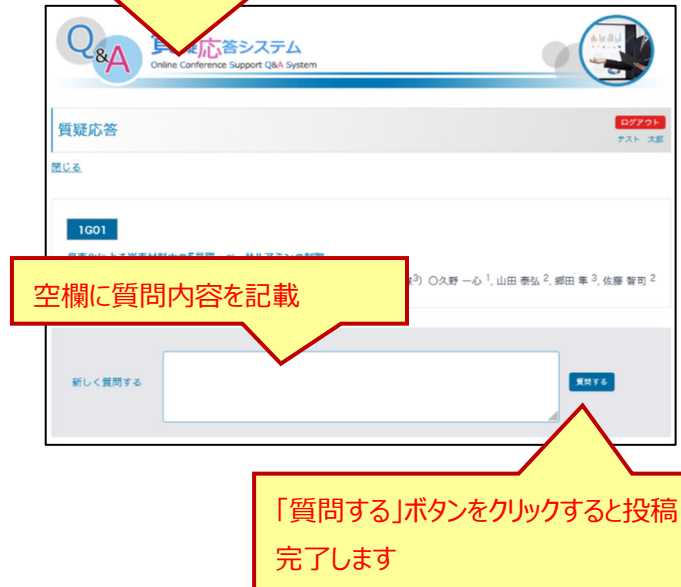 Q&A 質疑応答システム
Online Conference Support Q&A System
質疑応答
ログアウト
テスト 太郎
閉じる
1G01
空欄に質問内容を記載
³) 〇久野 一心 ¹, 山田 泰弘 ², 郷田 隼 ³, 佐藤 智司 ²
新しく質問する
質問する
「質問する」ボタンをクリックすると投稿
完了します